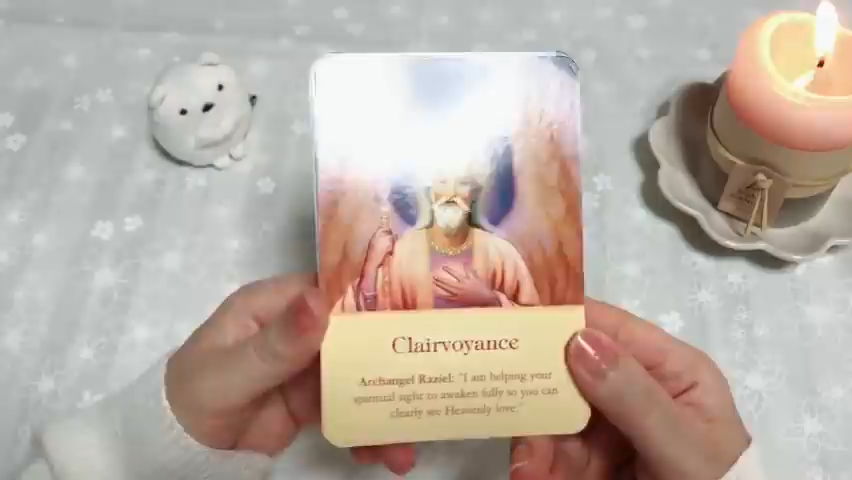 Clairvoyance
Archangel Raziel: "I am helping your
spiritual sight to awaken fully so you can
clearly see Heavenly love."